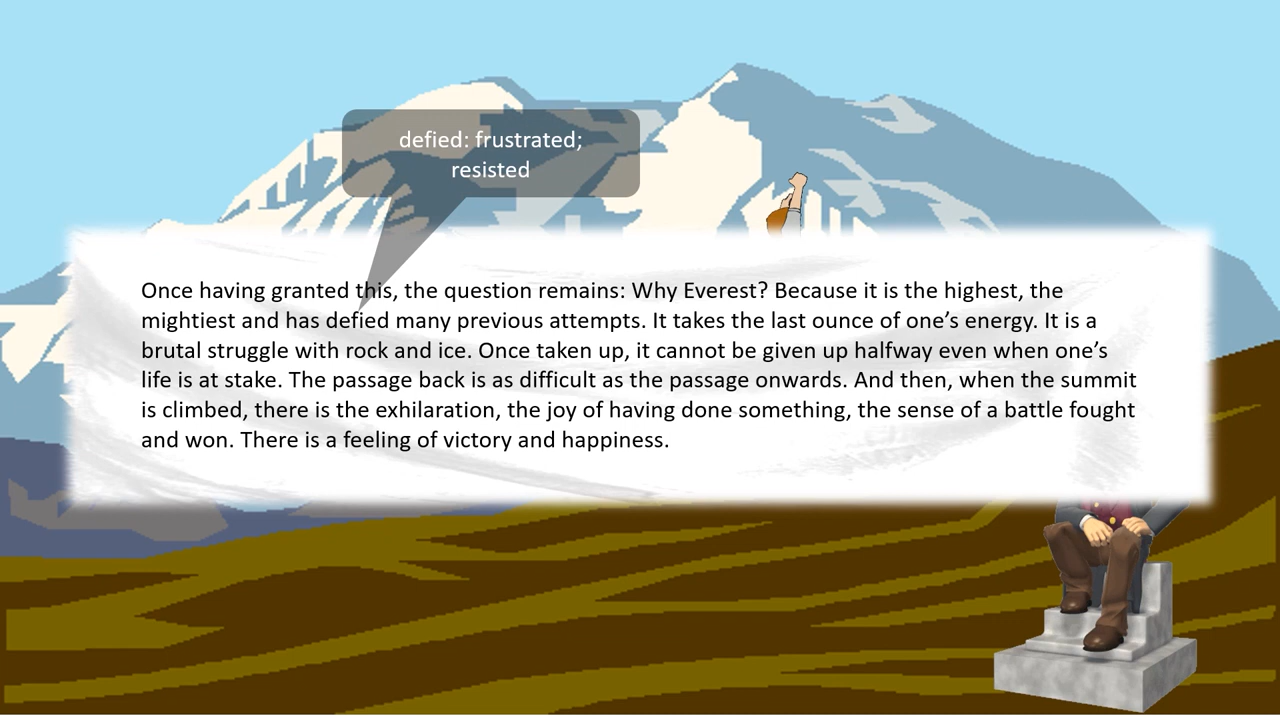 defied: frustrated;
resisted
Once having granted this, the question remains: Why Everest? Because it is the highest, the
mightiest and has defied many previous attempts. It takes the last ounce of one’s energy. It is a
brutal struggle with rock and ice. Once taken up, it cannot be given up halfway even when one’s
life is at stake. The passage back is as difficult as the passage onwards. And then, when the summit
is climbed, there is the exhilaration, the joy of having done something, the sense of a battle fought
and won. There is a feeling of victory and happiness.